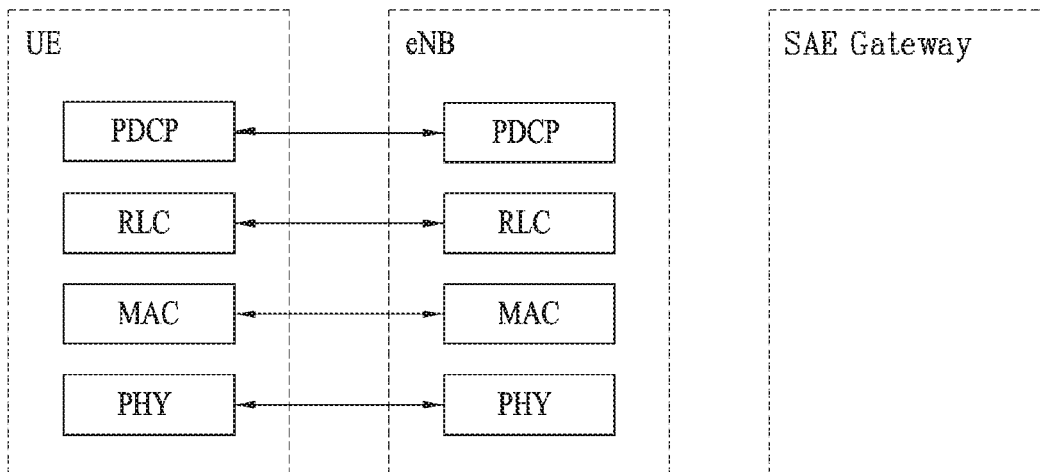 UE
eNB
SAE Gateway
PDCP
PDCP
RLC
RLC
MAC
MAC
PHY
PHY